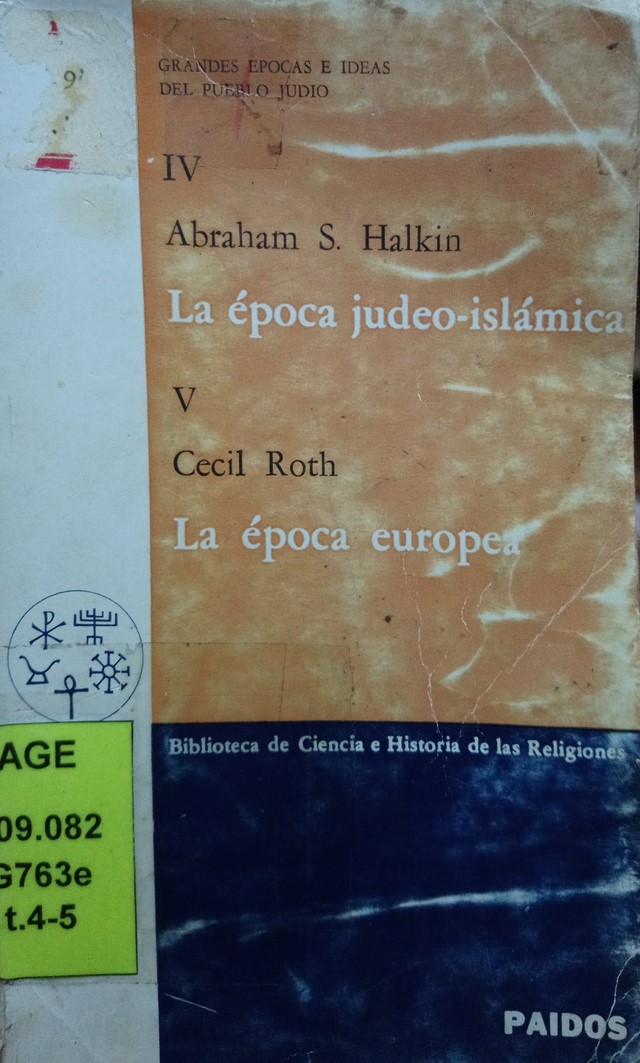 9
GRANDES EPOCAS E IDEAS
DEL PUEBLO JUDIO
IV
Abraham S. Halkin
La época judeo-islámica
V
Cecil Roth
La época europea
Biblioteca de Ciencia e Historia de las Religiones
AGE
09.082
G763e
t.4-5
PAIDOS